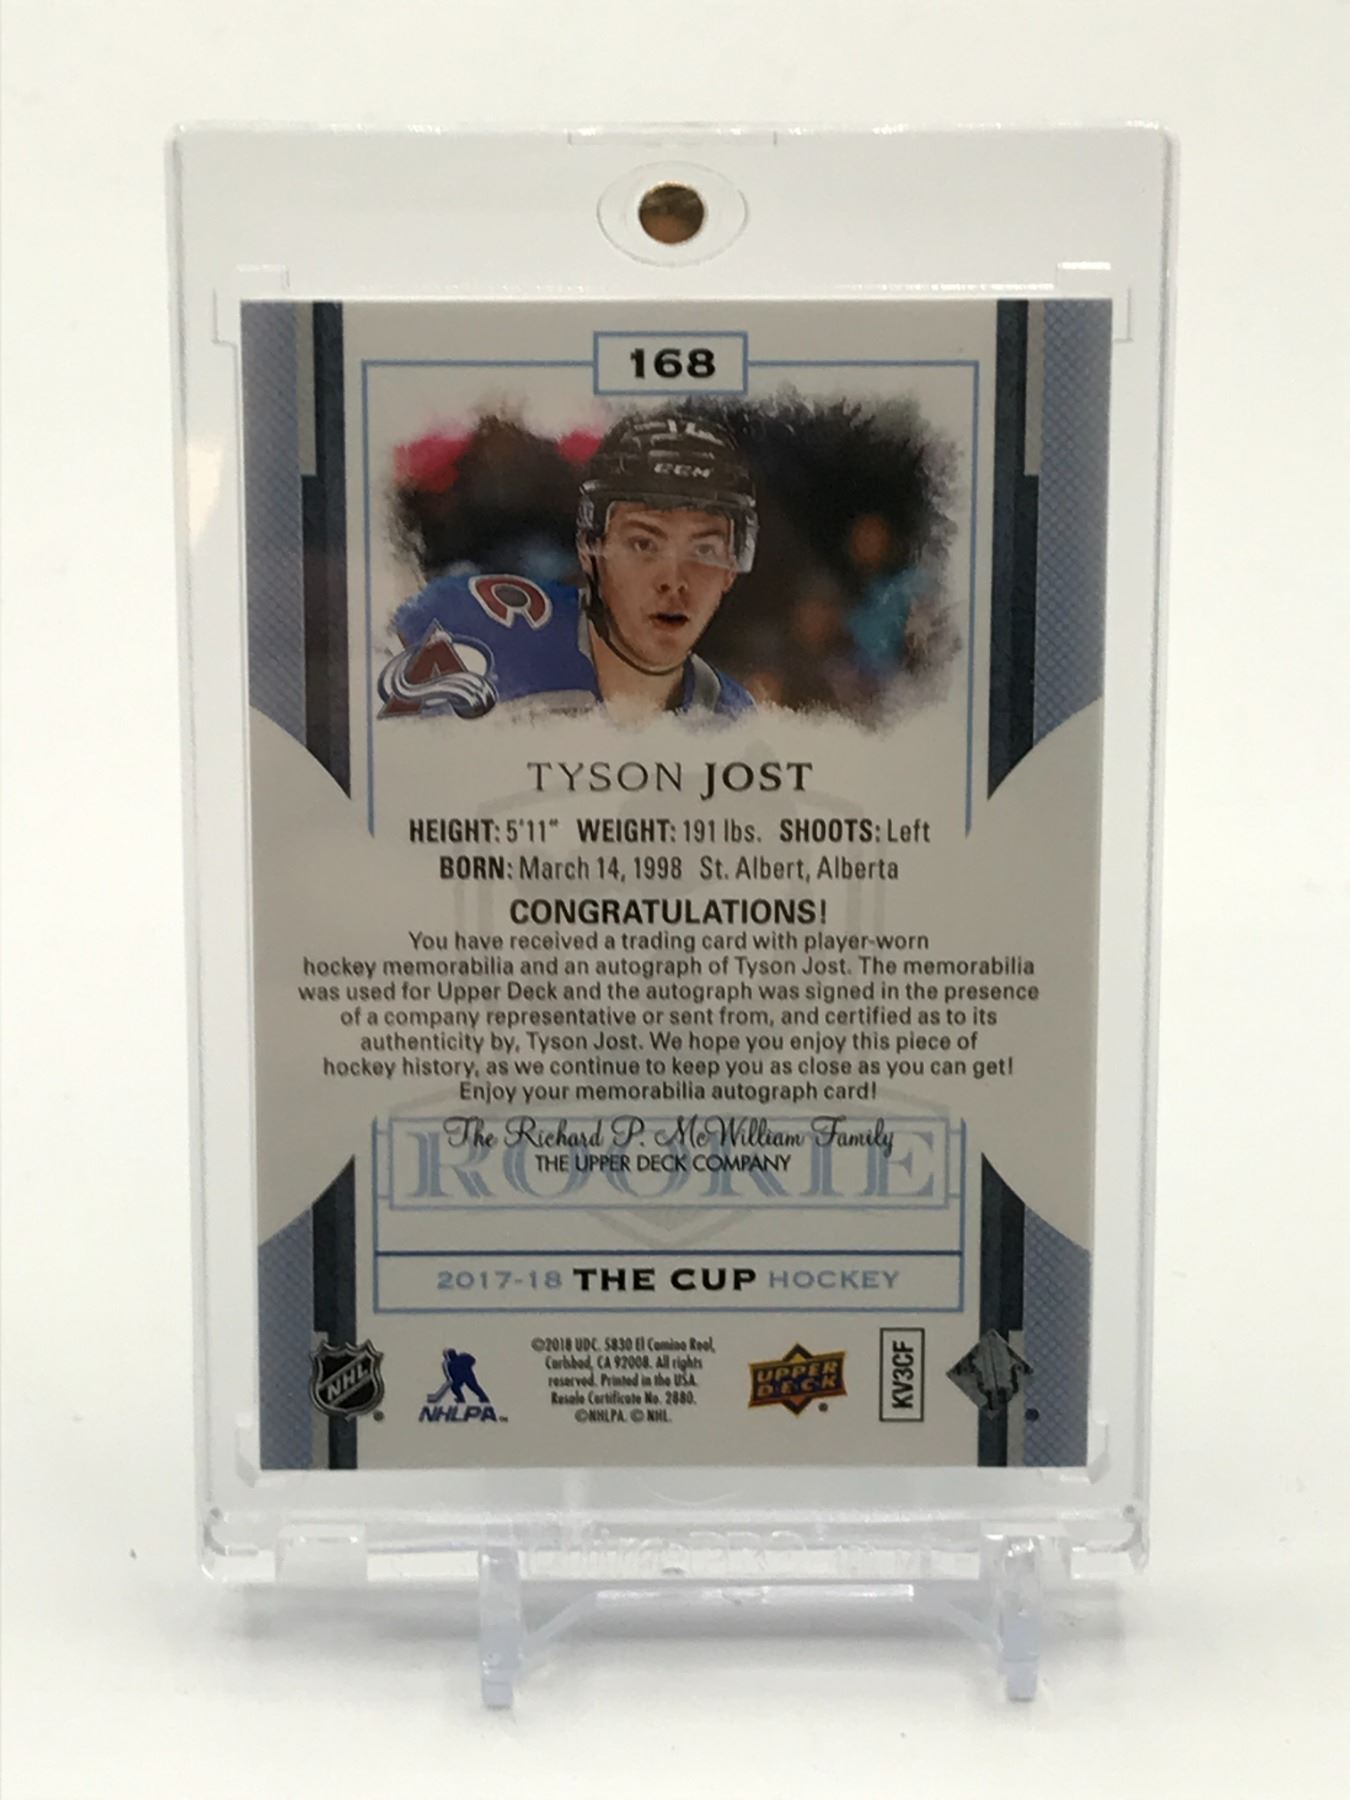 168
CCM
TYSON JOST
HEIGHT: 5'11" WEIGHT: 191 lbs. SHOOTS: Left
BORN: March 14, 1998 St. Albert, Alberta
CONGRATULATIONS!
You have received a trading card with player-worn
hockey memorabilia and an autograph of Tyson Jost. The memorabilia
was used for Upper Deck and the autograph was signed in the presence
of a company representative or sent from, and certified as to its
authenticity by, Tyson Jost. We hope you enjoy this piece of
hockey history, as we continue to keep you as close as you can get!
Enjoy your memorabilia autograph card!
The Richard P. McWilliam Family
THE UPPER DECK COMPANY
ROOKIE
2017-18 THE CUP HOCKEY
NHL
NHLPA
©2018 UDC. 5830 El Camino Real,
Carlsbad, CA 92008. All rights
reserved. Printed in the USA.
Resale Certificate No. 2880.
©NHLPA. © NHL.
UPPER
DECK
KV3CF